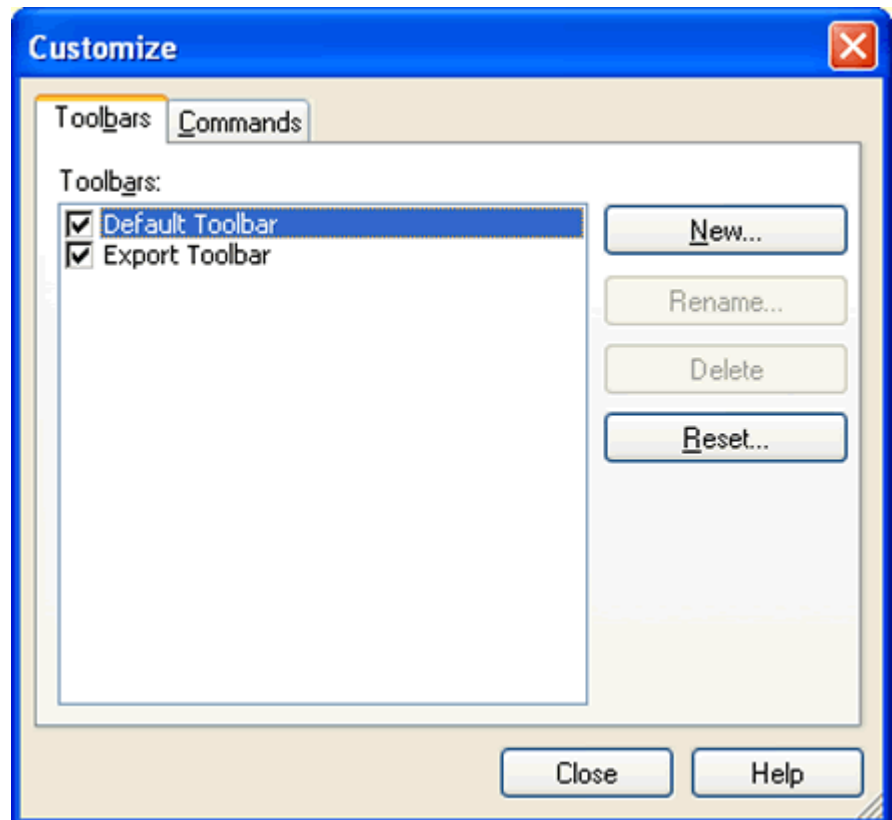 Customize
Toolbars Commands
Toolbars:
Default Toolbar
Export Toolbar
New...
Rename...
Delete
Reset...
Close Help